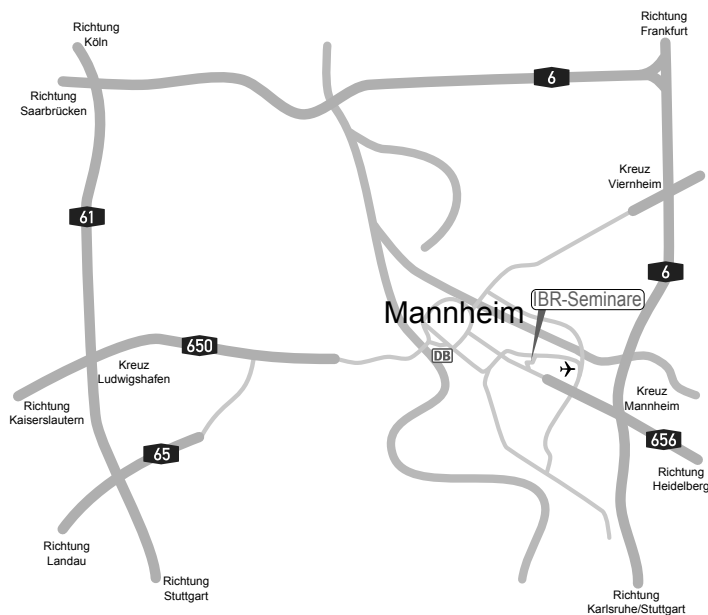 Richtung
Köln
Richtung
Frankfurt
6
Richtung
Saarbrücken
Kreuz
Viernheim
61
6
IBR-Seminare
Mannheim
650
DB
Kreuz
Ludwigshafen
Richtung
Kaiserslautern
Kreuz
Mannheim
656
65
Richtung
Heidelberg
Richtung
Landau
Richtung
Stuttgart
Richtung
Karlsruhe/Stuttgart